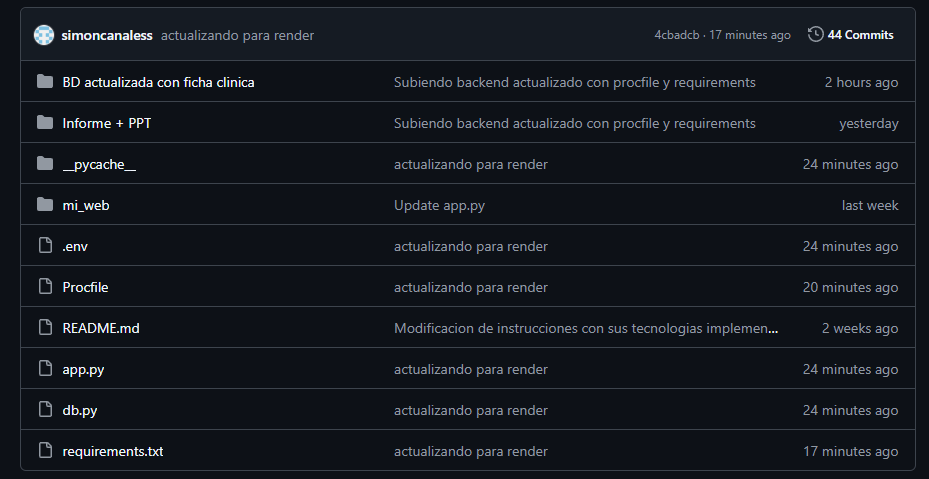 simoncanaless actualizando para render 4cbadcb · 17 minutes ago 44 Commits
BD actualizada con ficha clinica Subiendo backend actualizado con procfile y requirements 2 hours ago
Informe + PPT Subiendo backend actualizado con procfile y requirements yesterday
__pycache__ actualizando para render 24 minutes ago
mi_web Update app.py last week
.env actualizando para render 24 minutes ago
Procfile actualizando para render 20 minutes ago
README.md Modificacion de instrucciones con sus tecnologias implemen... 2 weeks ago
app.py actualizando para render 24 minutes ago
db.py actualizando para render 24 minutes ago
requirements.txt actualizando para render 17 minutes ago